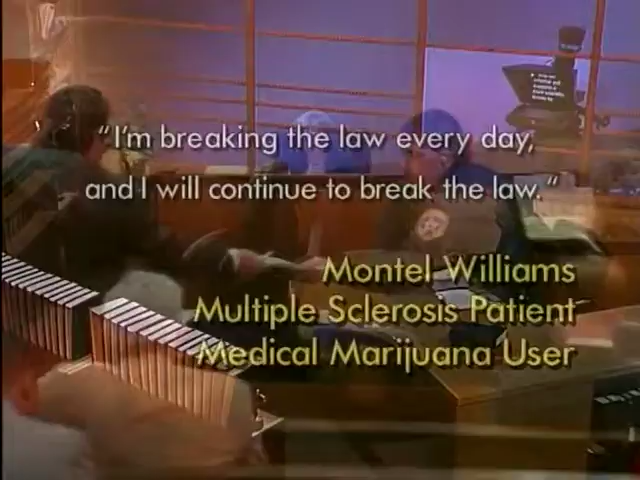 “I'm breaking the law every day,
and I will continue to break the law.“
Montel Williams
Multiple Sclerosis Patient
Medical Marijuana User